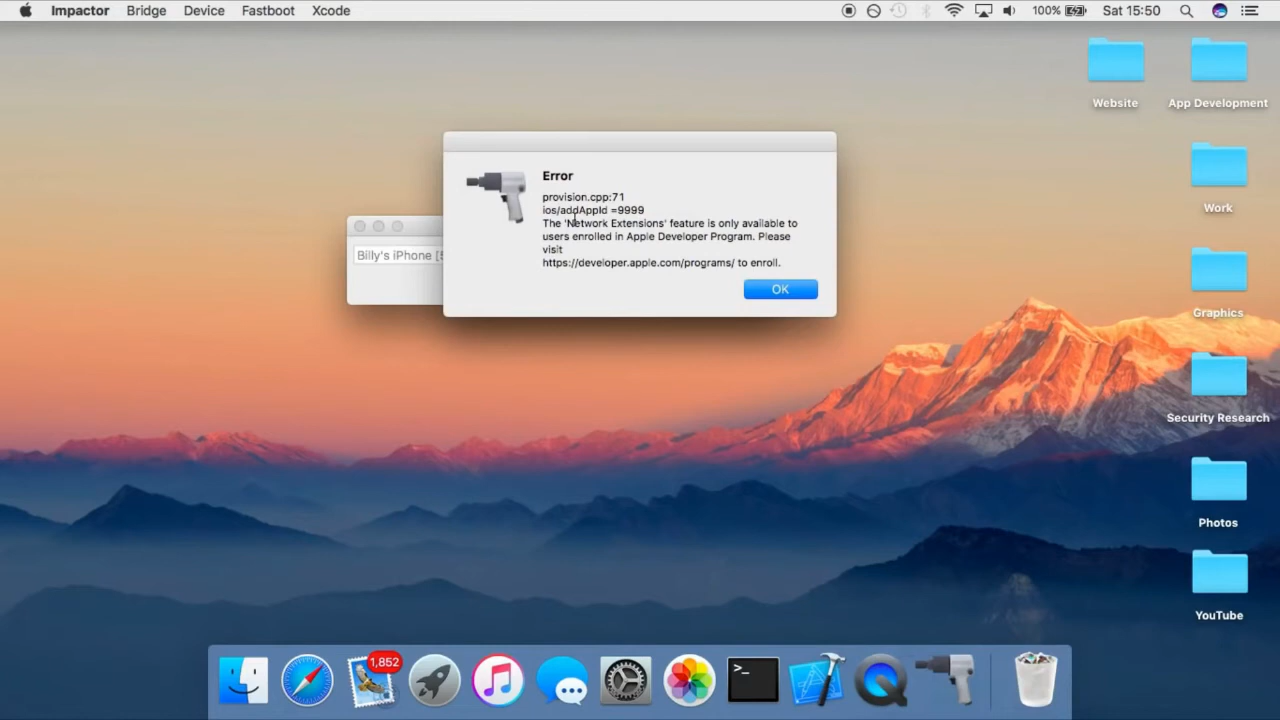 Impactor Bridge Device Fastboot Xcode
100% Sat 15:50
Website
App Development
Error
provision.cpp:71
ios/addAppId =9999
The 'Network Extensions' feature is only available to
users enrolled in Apple Developer Program. Please
visit
https://developer.apple.com/programs/ to enroll.
OK
Billy's iPhone [
Work
Graphics
Security Research
Photos
YouTube
1,852
>_